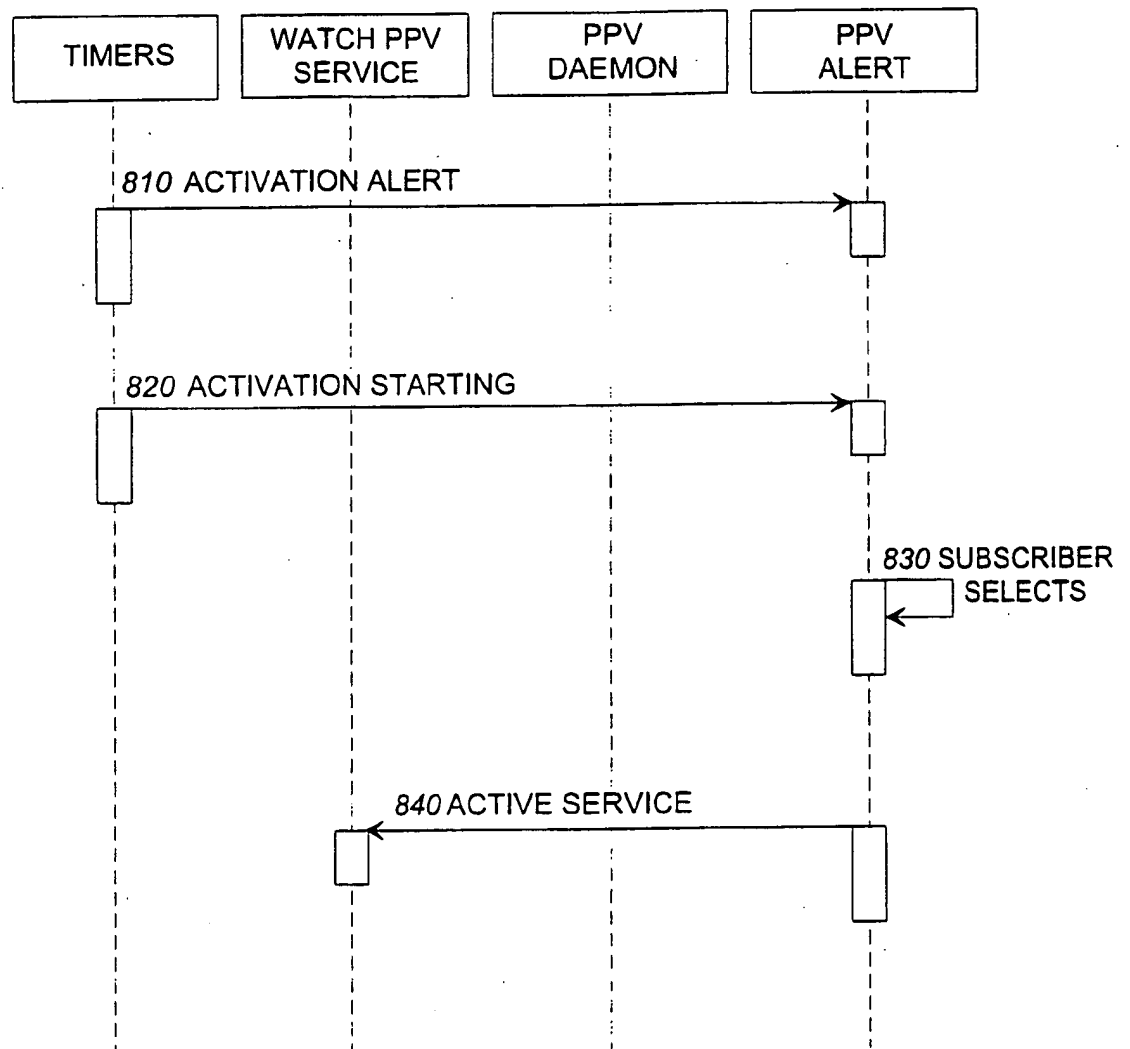 TIMERS
WATCH PPV
SERVICE
PPV
DAEMON
PPV
ALERT
810 ACTIVATION ALERT
820 ACTIVATION STARTING
830 SUBSCRIBER
SELECTS
840 ACTIVE SERVICE